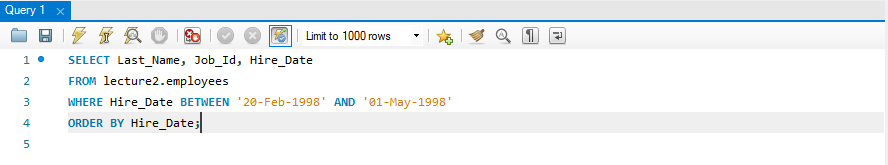 Query 1
Limit to 1000 rows
1 SELECT Last_Name, Job_Id, Hire_Date
2 FROM lecture2.employees
3 WHERE Hire_Date BETWEEN '20-Feb-1998' AND '01-May-1998'
4 ORDER BY Hire_Date;
5